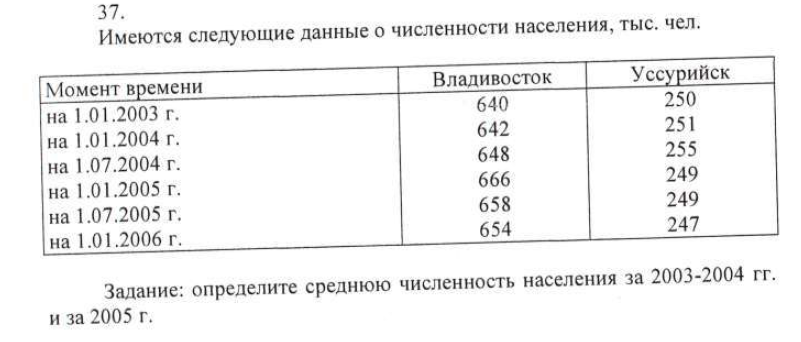 37.
Имеются следующие данные о численности населения, тыс. чел.
Момент времени Владивосток Уссурийск
на 1.01.2003 г. 640 250
на 1.01.2004 г. 642 251
на 1.07.2004 г. 648 255
на 1.01.2005 г. 666 249
на 1.07.2005 г. 658 249
на 1.01.2006 г. 654 247
Задание: определите среднюю численность населения за 2003-2004 гг.
и за 2005 г.